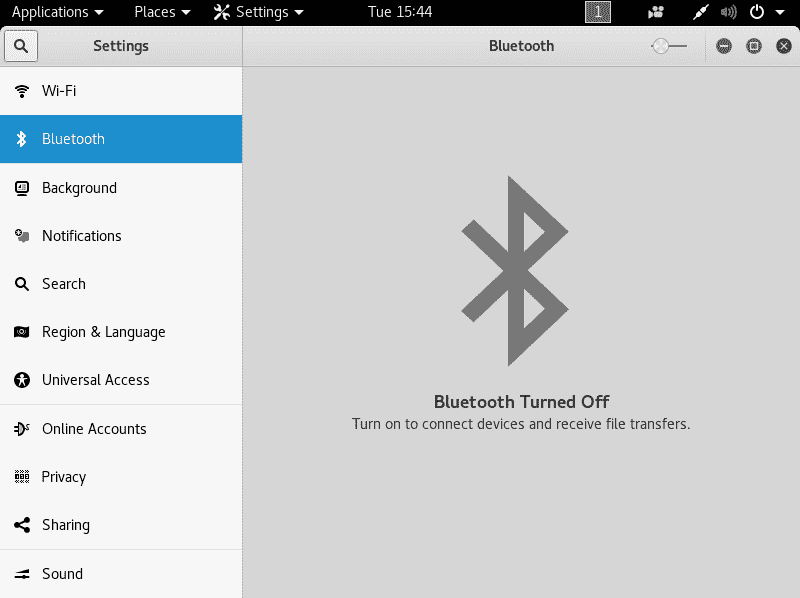 Applications Places Settings Tue 15:44 1
Settings Bluetooth
Wi-Fi
Bluetooth
Background
Notifications
Search
Region & Language
Universal Access
Online Accounts
Privacy
Sharing
Sound
Bluetooth Turned Off
Turn on to connect devices and receive file transfers.